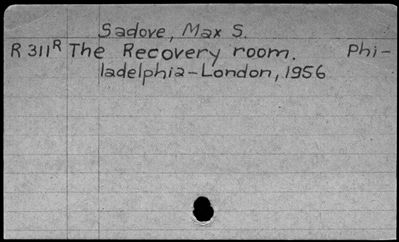 Sadove, Max S.
R 311R The Recovery room. Phi-
ladelphia-London, 1956